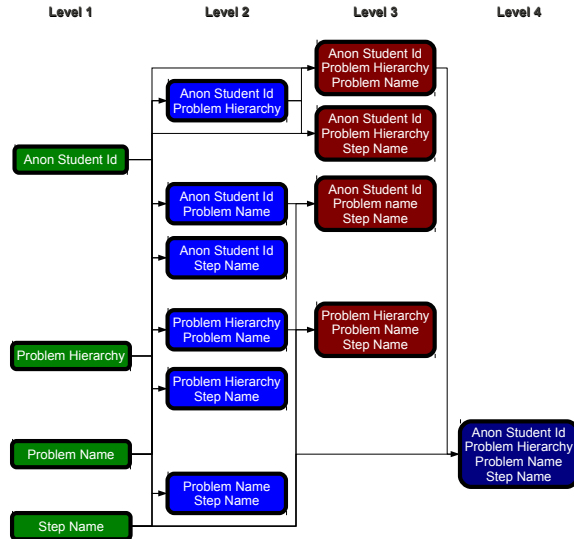 Level 1
Level 2
Level 3
Level 4
Anon Student Id
Problem Hierarchy
Problem Name
Step Name
Anon Student Id
Problem Hierarchy
Anon Student Id
Problem Name
Anon Student Id
Step Name
Problem Hierarchy
Problem Name
Problem Hierarchy
Step Name
Problem Name
Step Name
Anon Student Id
Problem Hierarchy
Problem Name
Anon Student Id
Problem Hierarchy
Step Name
Anon Student Id
Problem name
Step Name
Problem Hierarchy
Problem Name
Step Name
Anon Student Id
Problem Hierarchy
Problem Name
Step Name